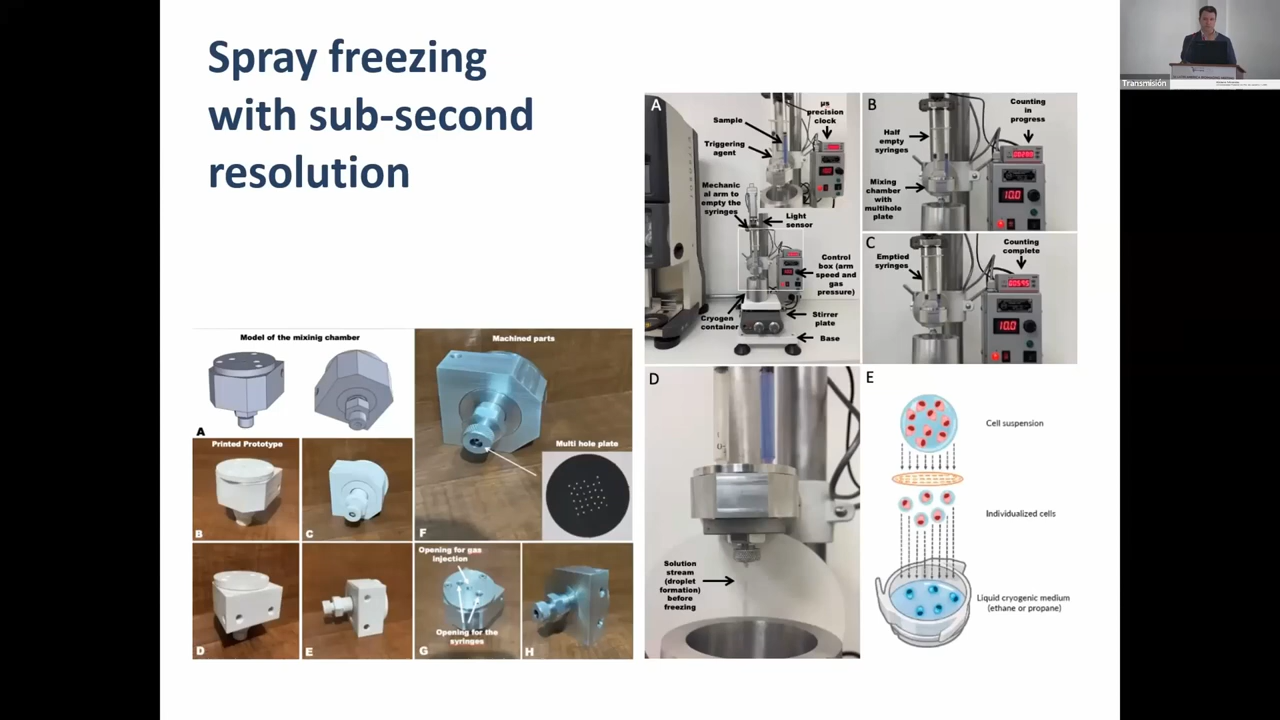 Spray freezing
with sub-second
resolution
Transmisión
Model of the mixinig chamber
A
Printed Prototype
B
C
D
E
Machined parts
Multi hole plate
F
Opening for gas
injection
Opening for the
syringes
G
H
A
Sample
Triggering
agent
Mechanic
al arm to
empty the
syringes
µs
precision
clock
Light
sensor
Control
box (arm
speed and
gas
pressure)
Cryogen
container
Stirrer
plate
Base
B
Half
empty
syringes
Counting
in
progress
Mixing
chamber
with
multihole
plate
10.0
C
Emptied
syringes
Counting
complete
00595
10.0
D
Solution
stream
(droplet
formation)
before
freezing
E
Cell suspension
Individualized cells
Liquid cryogenic medium
(ethane or propane)